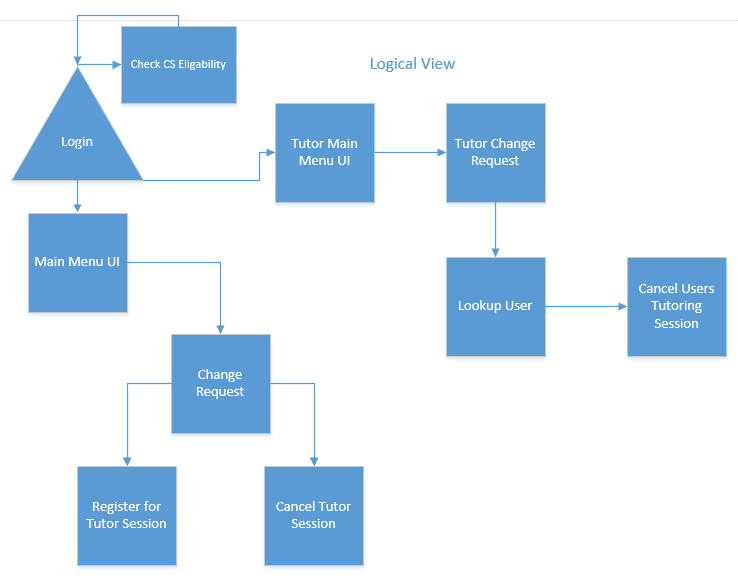 Check CS Eligability
Logical View
Login
Tutor Main
Menu UI
Tutor Change
Request
Main Menu UI
Lookup User
Cancel Users
Tutoring
Session
Change
Request
Register for
Tutor Session
Cancel Tutor
Session